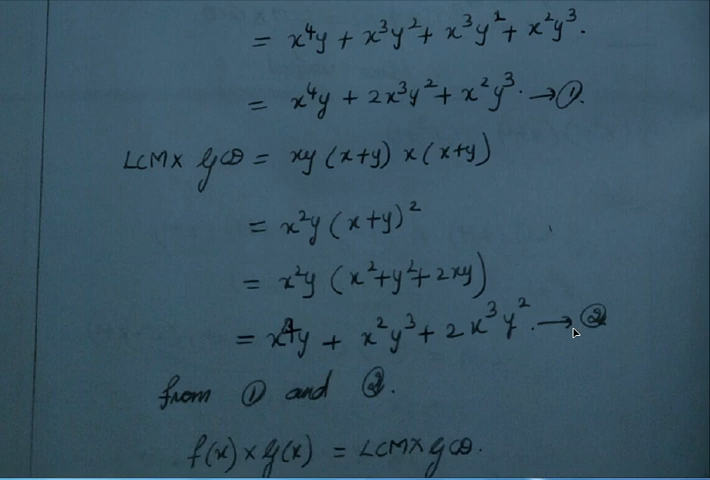 = x⁴y + x³y² + x³y² + x²y³.
= x⁴y + 2x³y² + x²y³. → ①.
LCM × GCD = xy (x+y) x (x+y)
= x²y (x+y)²
= x²y (x²+y²+2xy)
= x⁴y + x²y³ + 2x³y². → ②
from ① and ②.
f(x) × g(x) = LCM × GCD.